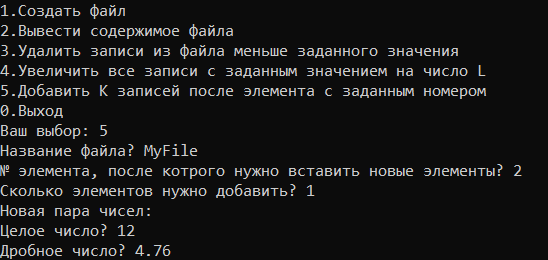 1.Создать файл
2.Вывести содержимое файла
3.Удалить записи из файла меньше заданного значения
4.Увеличить все записи с заданным значением на число L
5.Добавить K записей после элемента с заданным номером
0.Выход
Ваш выбор: 5
Название файла? MyFile
№ элемента, после котрого нужно вставить новые элементы? 2
Сколько элементов нужно добавить? 1
Новая пара чисел:
Целое число? 12
Дробное число? 4.76